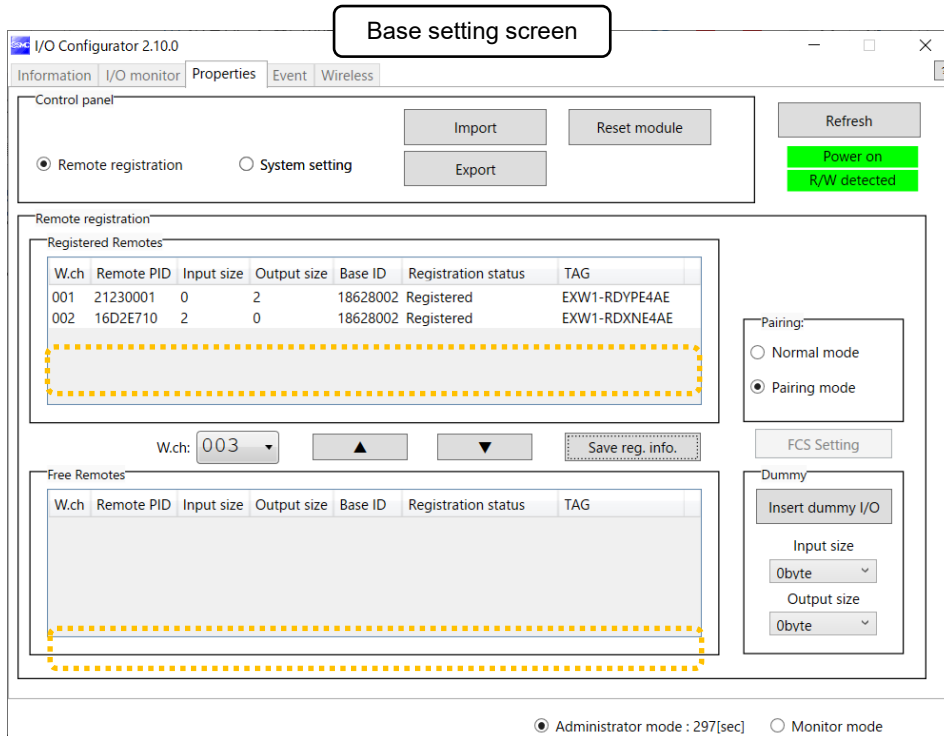 Base setting screen
SMC I/O Configurator 2.10.0
Information I/O monitor Properties Event Wireless ?
Control panel
Import Reset module Refresh
Remote registration System setting Export Power on
R/W detected
Remote registration
Registered Remotes
W.ch Remote PID Input size Output size Base ID Registration status TAG
001 21230001 0 2 18628002 Registered EXW1-RDYPE4AE
002 16D2E710 2 0 18628002 Registered EXW1-RDXNE4AE
Pairing:
Normal mode
Pairing mode
W.ch: 003 ▲ ▼ Save reg. info. FCS Setting
Free Remotes
W.ch Remote PID Input size Output size Base ID Registration status TAG
Dummy
Insert dummy I/O
Input size
0byte
Output size
0byte
Administrator mode : 297[sec] Monitor mode